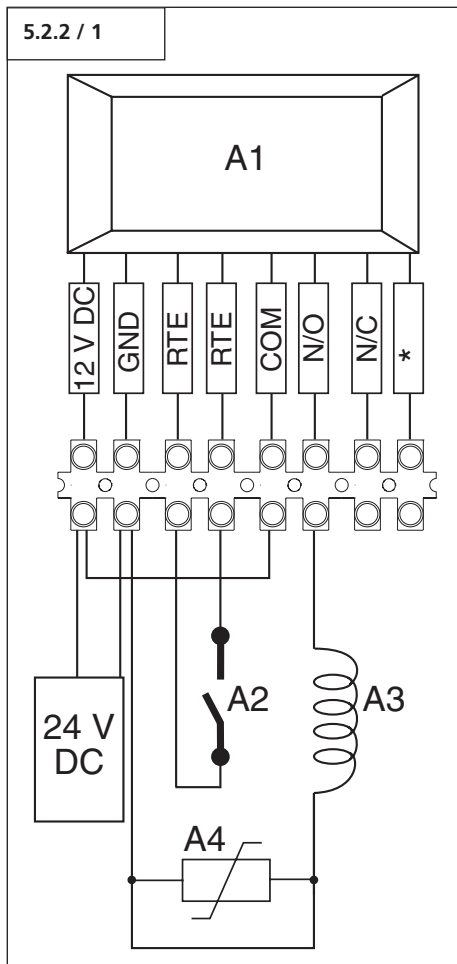 5.2.2 / 1
A1
12 V DC
GND
RTE
RTE
COM
N/O
N/C
*
A2
A3
24 V
DC
A4